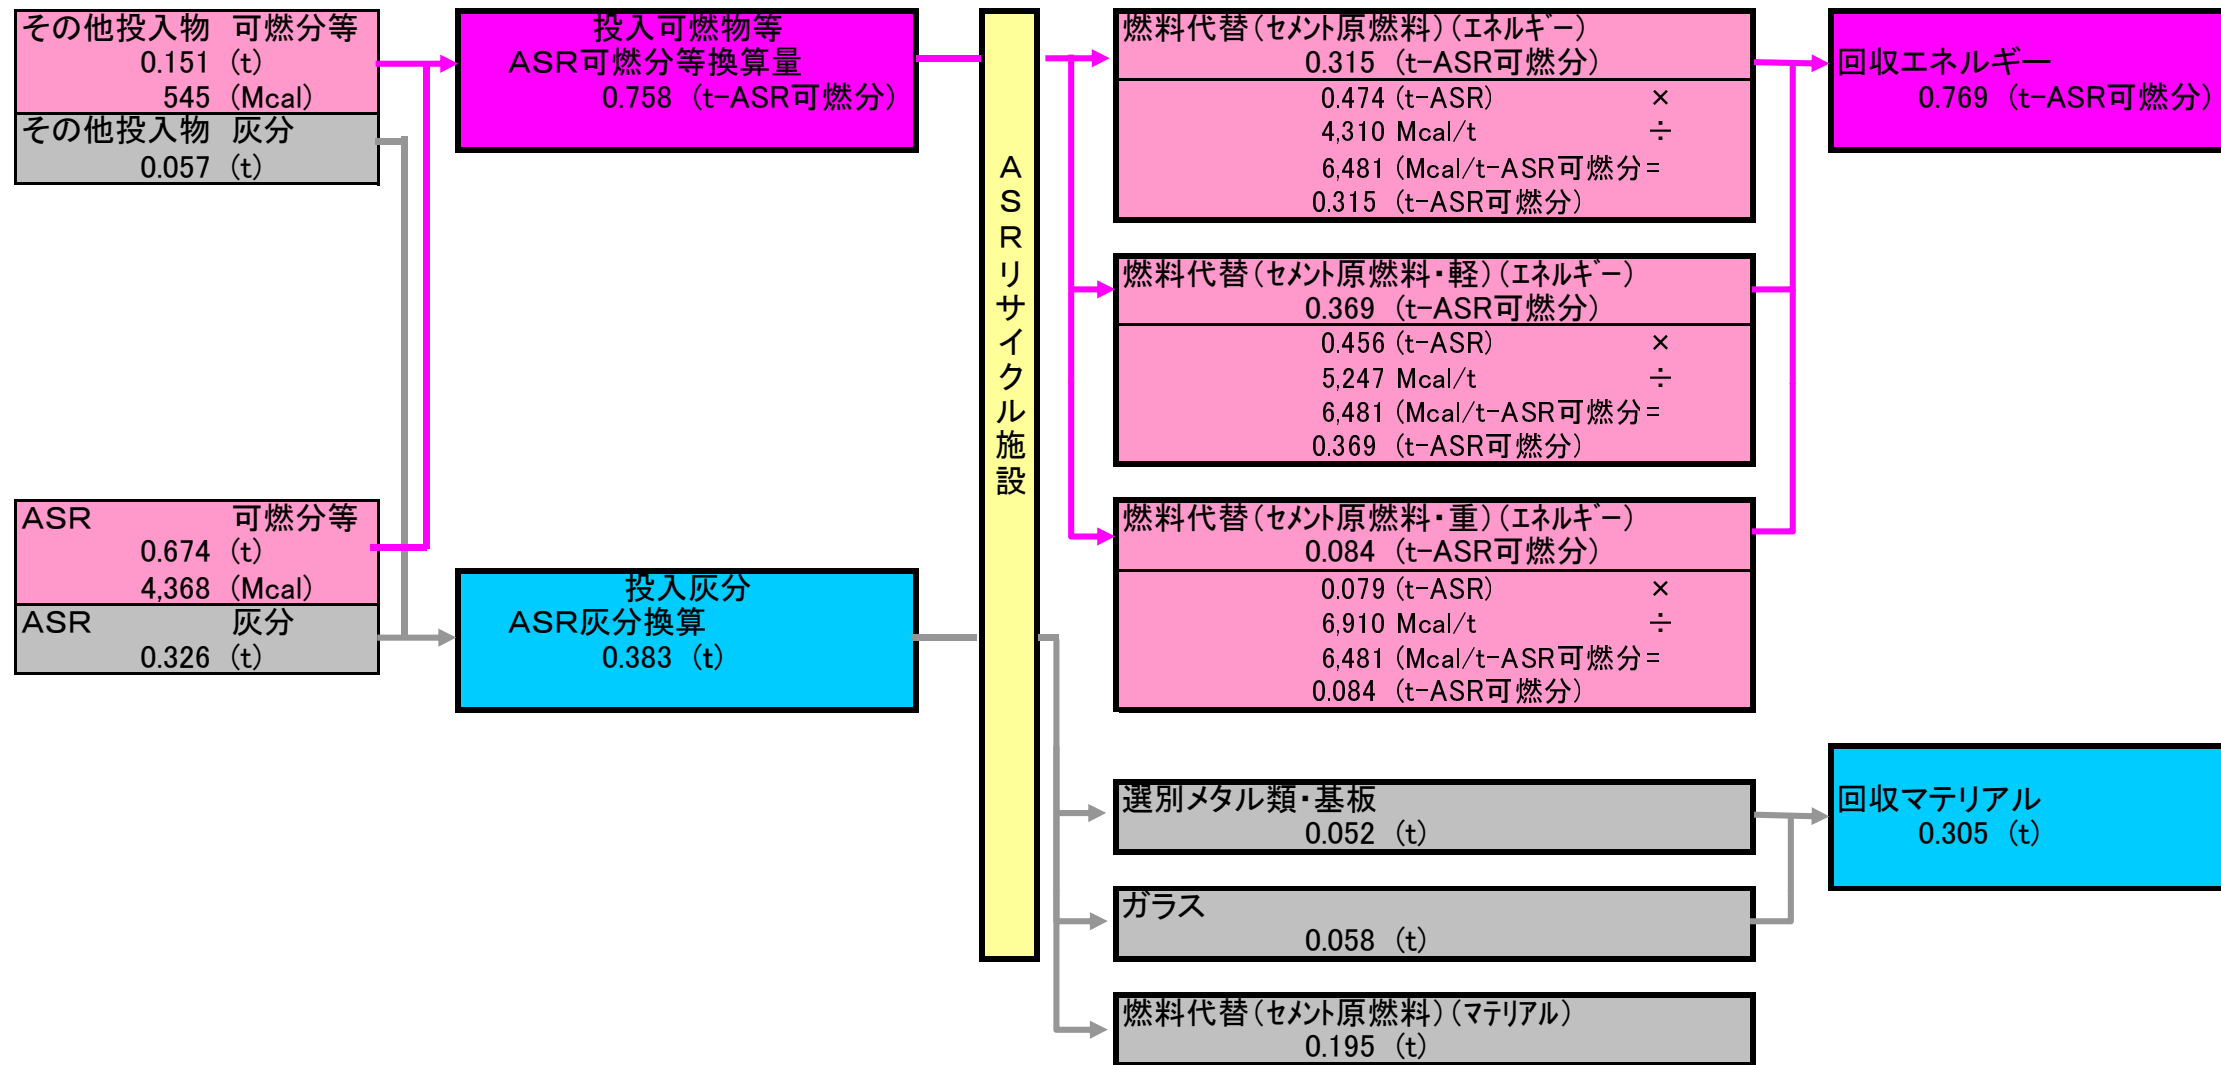 その他投入物 可燃分等
0.151 (t)
545 (Mcal)
その他投入物 灰分
0.057 (t)
ASR 可燃分等
0.674 (t)
4,368 (Mcal)
ASR 灰分
0.326 (t)
投入可燃物等
ASR可燃分等換算量
0.758 (t-ASR可燃分)
投入灰分
ASR灰分換算
0.383 (t)
ASRリサイクル施設
燃料代替(セメント原燃料)(エネルギー)
0.315 (t-ASR可燃分)
0.474 (t-ASR) ×
4,310 Mcal/t ÷
6,481 (Mcal/t-ASR可燃分=
0.315 (t-ASR可燃分)
燃料代替(セメント原燃料・軽)(エネルギー)
0.369 (t-ASR可燃分)
0.456 (t-ASR) ×
5,247 Mcal/t ÷
6,481 (Mcal/t-ASR可燃分=
0.369 (t-ASR可燃分)
燃料代替(セメント原燃料・重)(エネルギー)
0.084 (t-ASR可燃分)
0.079 (t-ASR) ×
6,910 Mcal/t ÷
6,481 (Mcal/t-ASR可燃分=
0.084 (t-ASR可燃分)
選別メタル類・基板
0.052 (t)
ガラス
0.058 (t)
燃料代替(セメント原燃料)(マテリアル)
0.195 (t)
回収エネルギー
0.769 (t-ASR可燃分)
回収マテリアル
0.305 (t)